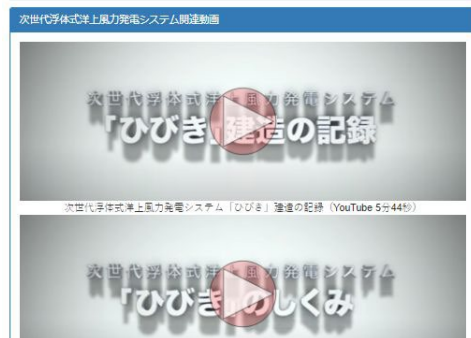 次世代浮体式洋上風力発電システム関連動画
次世代浮体式洋上風力発電システム
「ひびき」建造の記録
次世代浮体式洋上風力発電システム「ひびき」建造の記録（YouTube 5分44秒）
次世代浮体式洋上風力発電システム
「ひびき」のしくみ